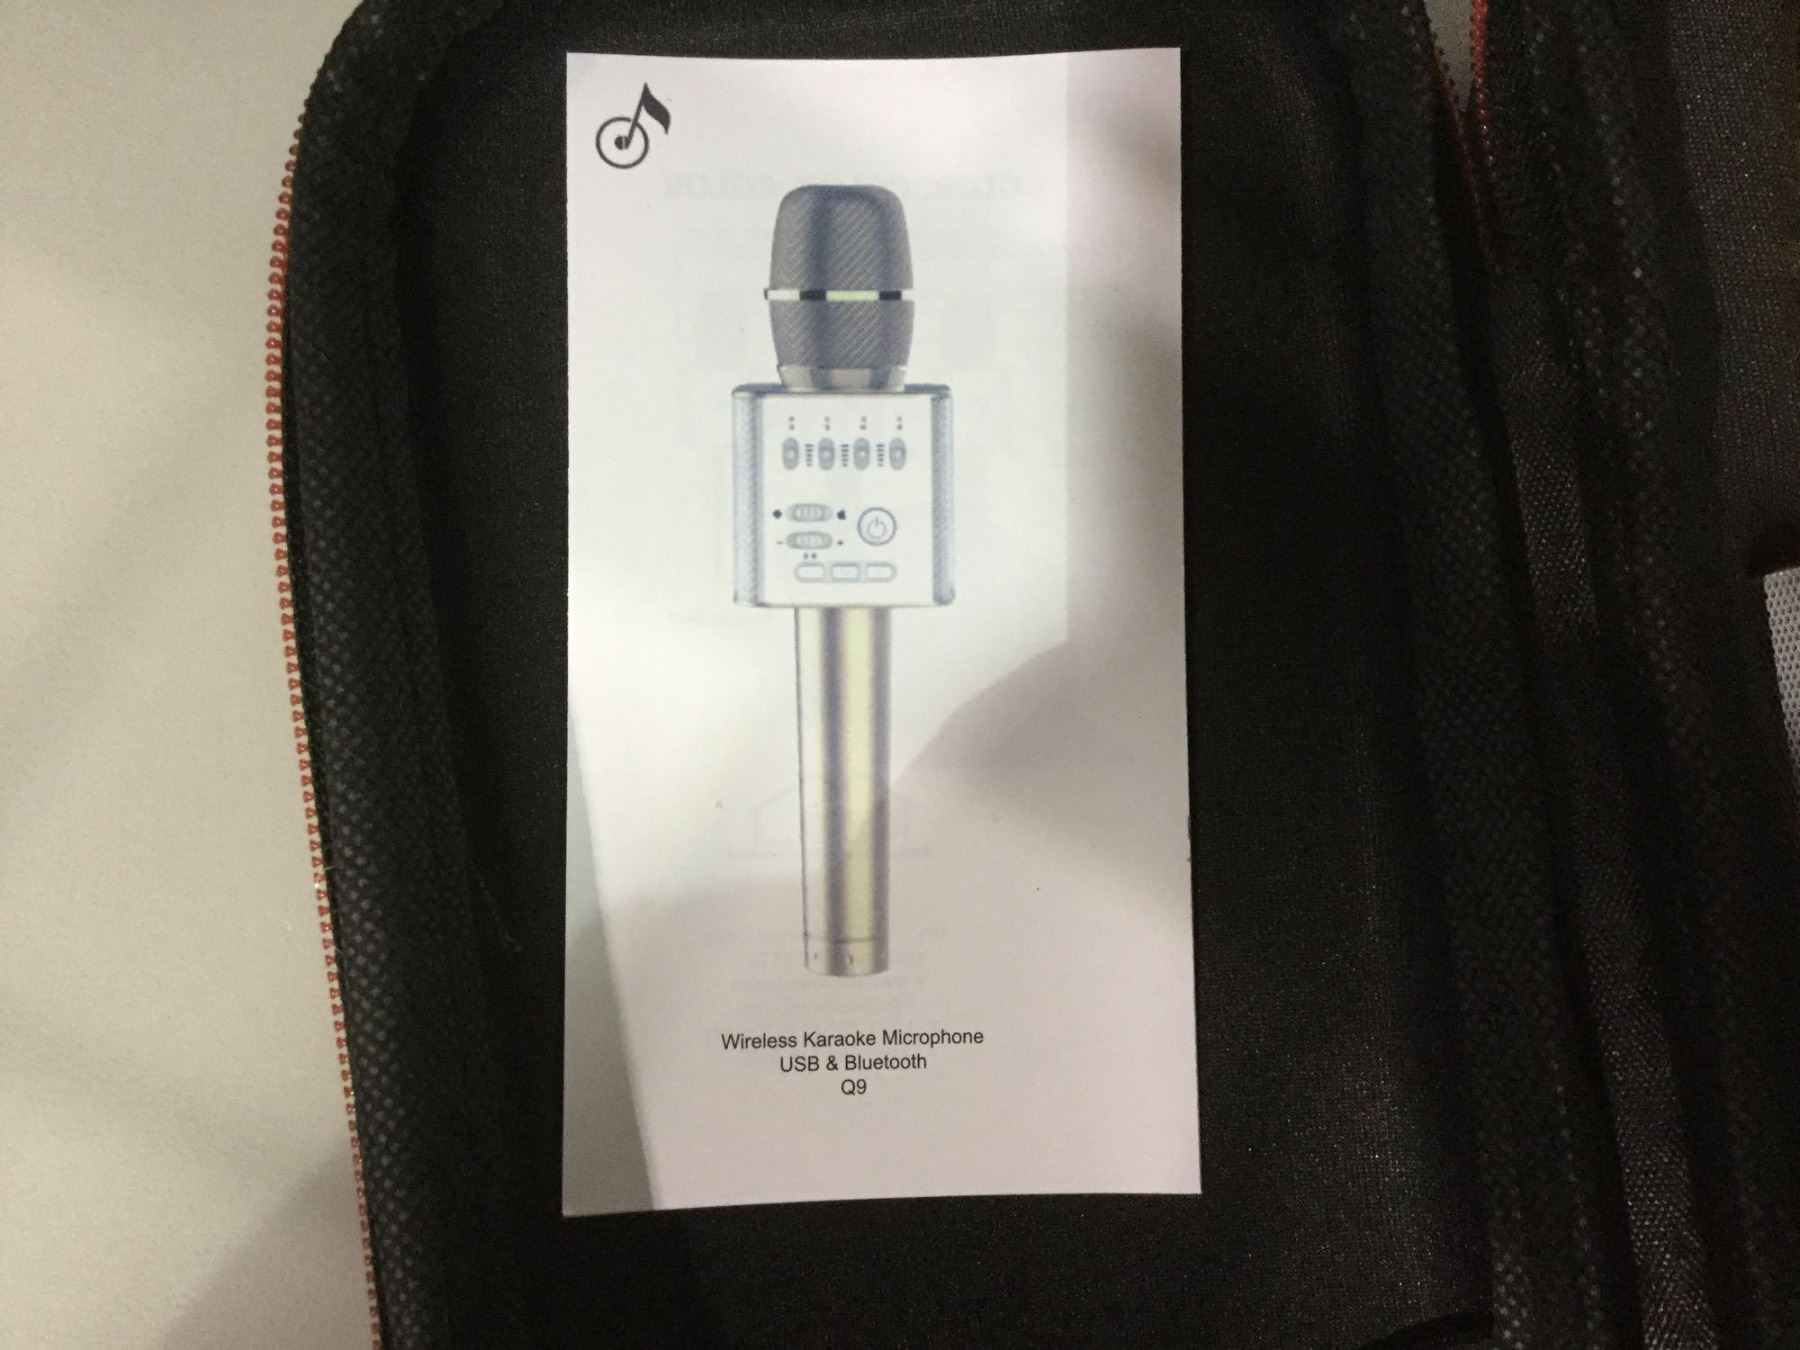 Wireless Karaoke Microphone
USB & Bluetooth
Q9